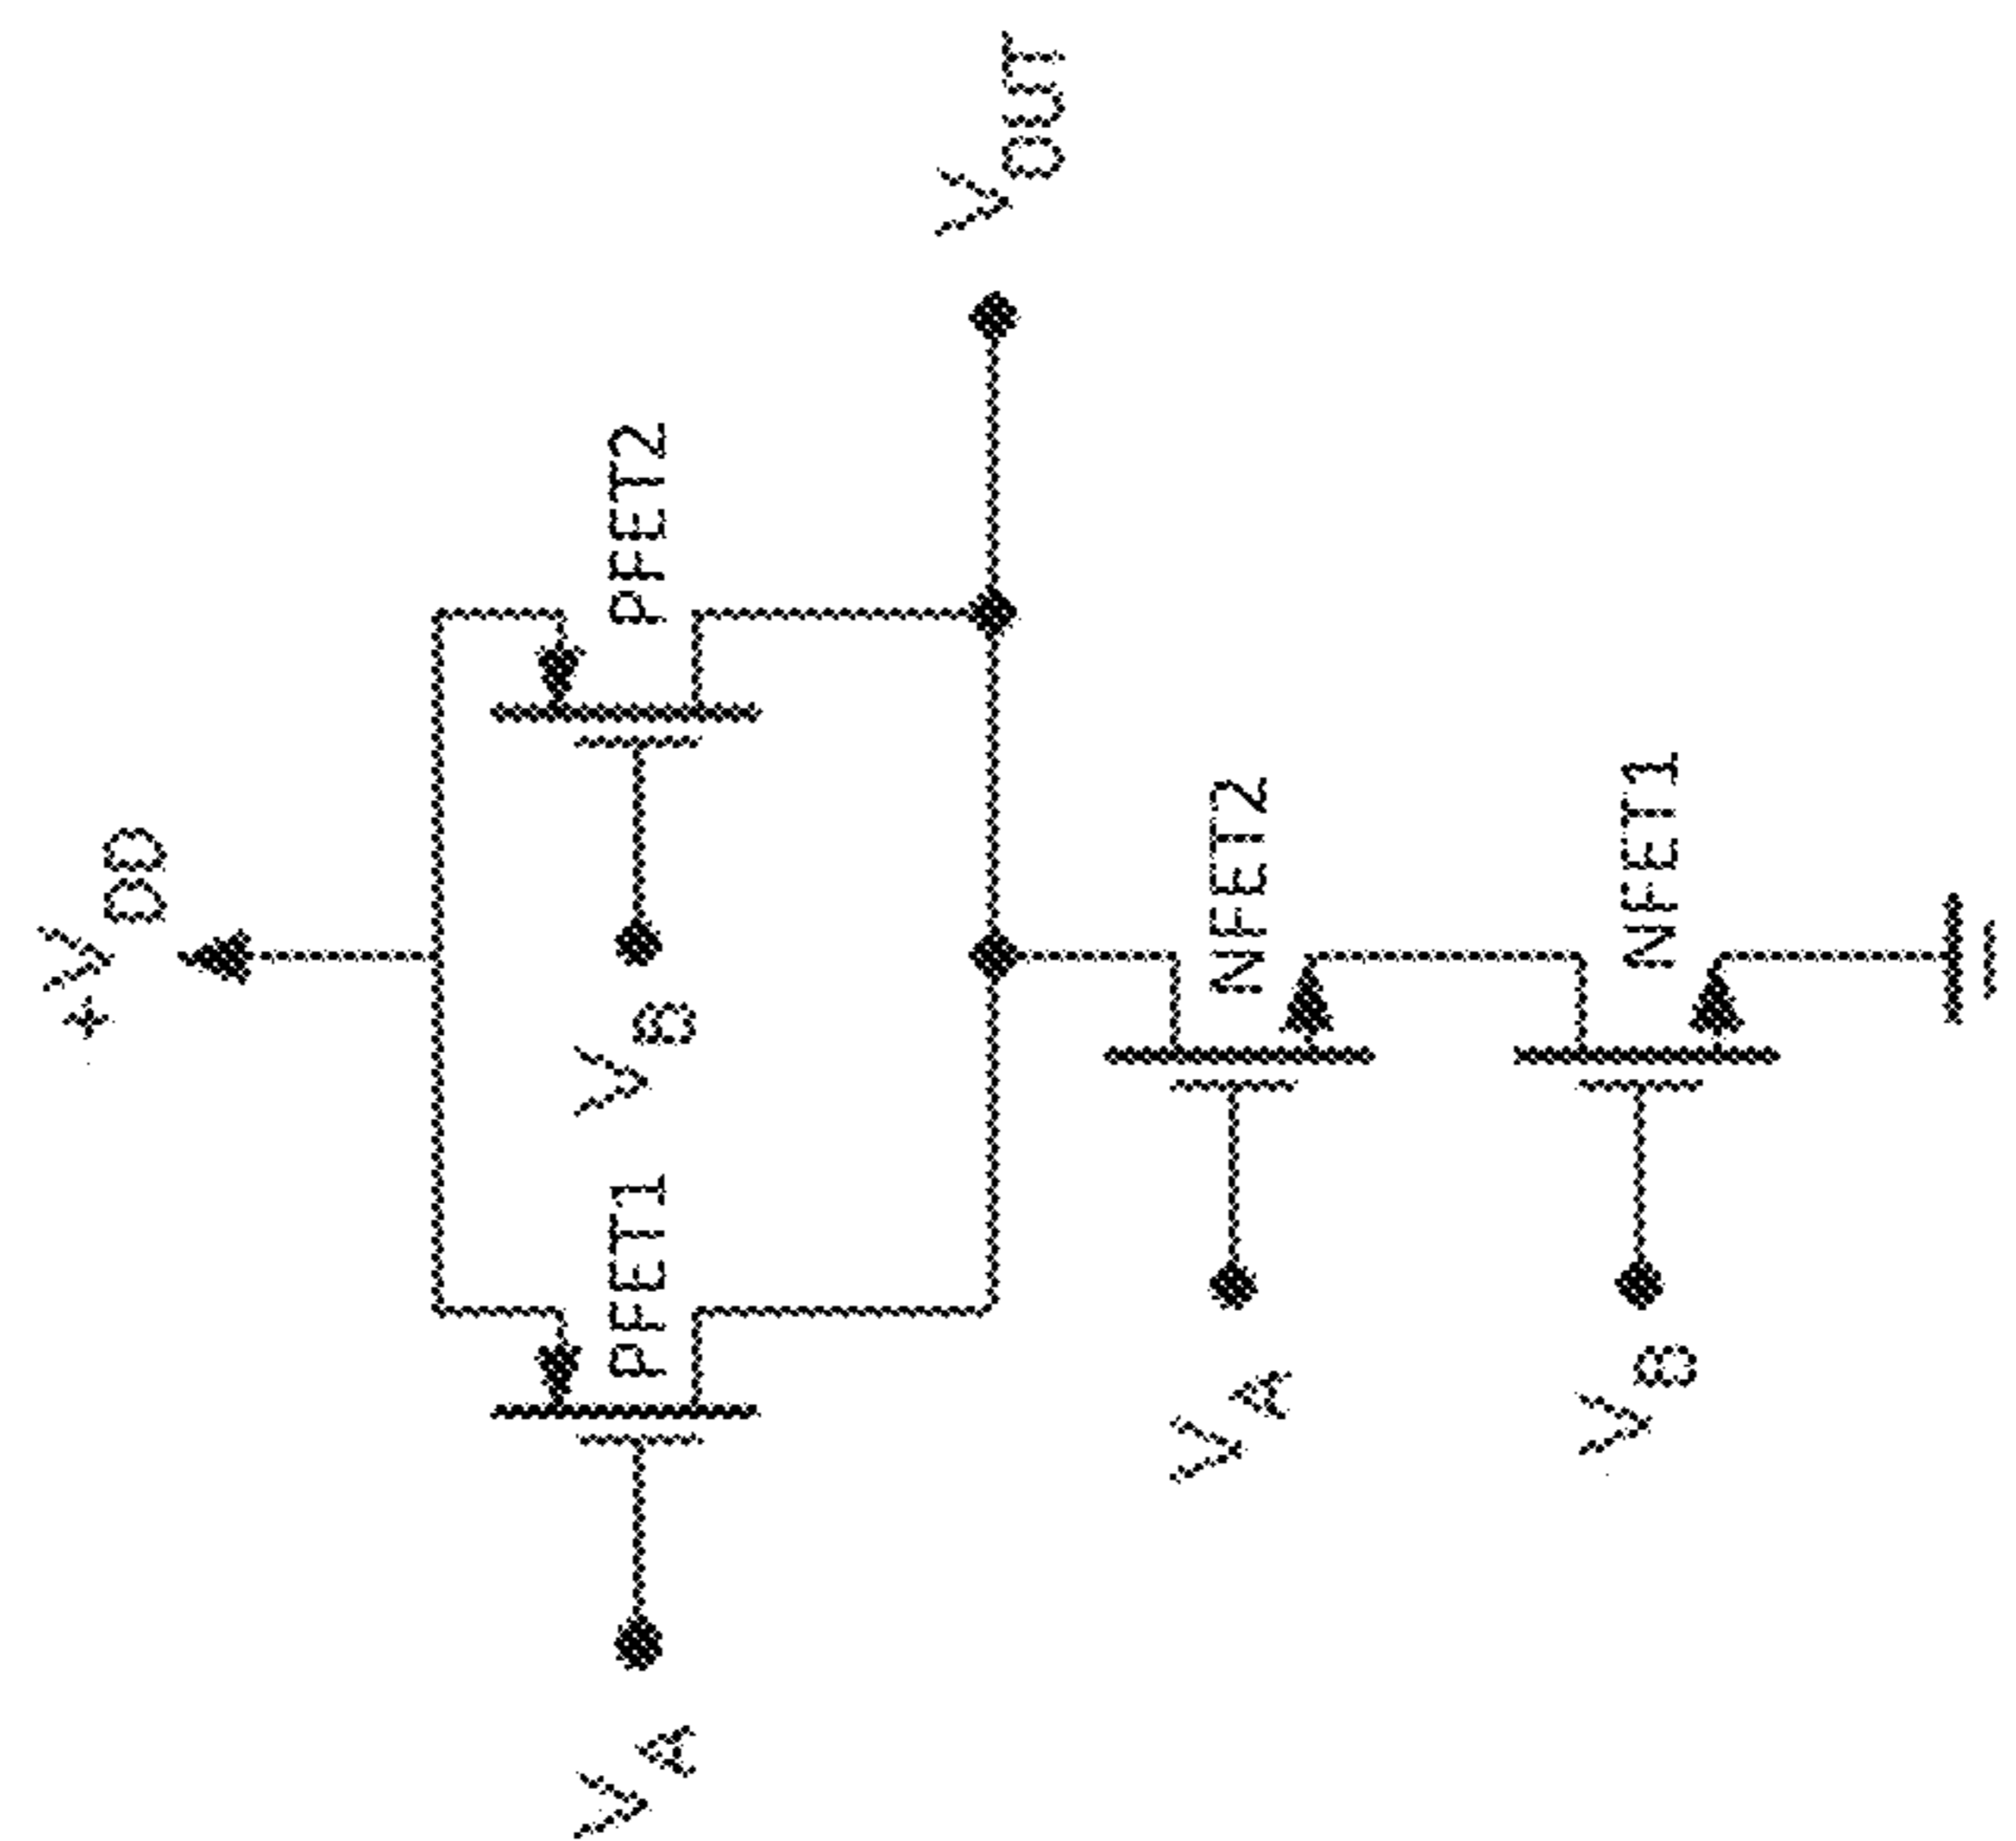 +VDD
PFET1
PFET2
VA
VB
VOUT
VA
NFET2
VB
NFET1